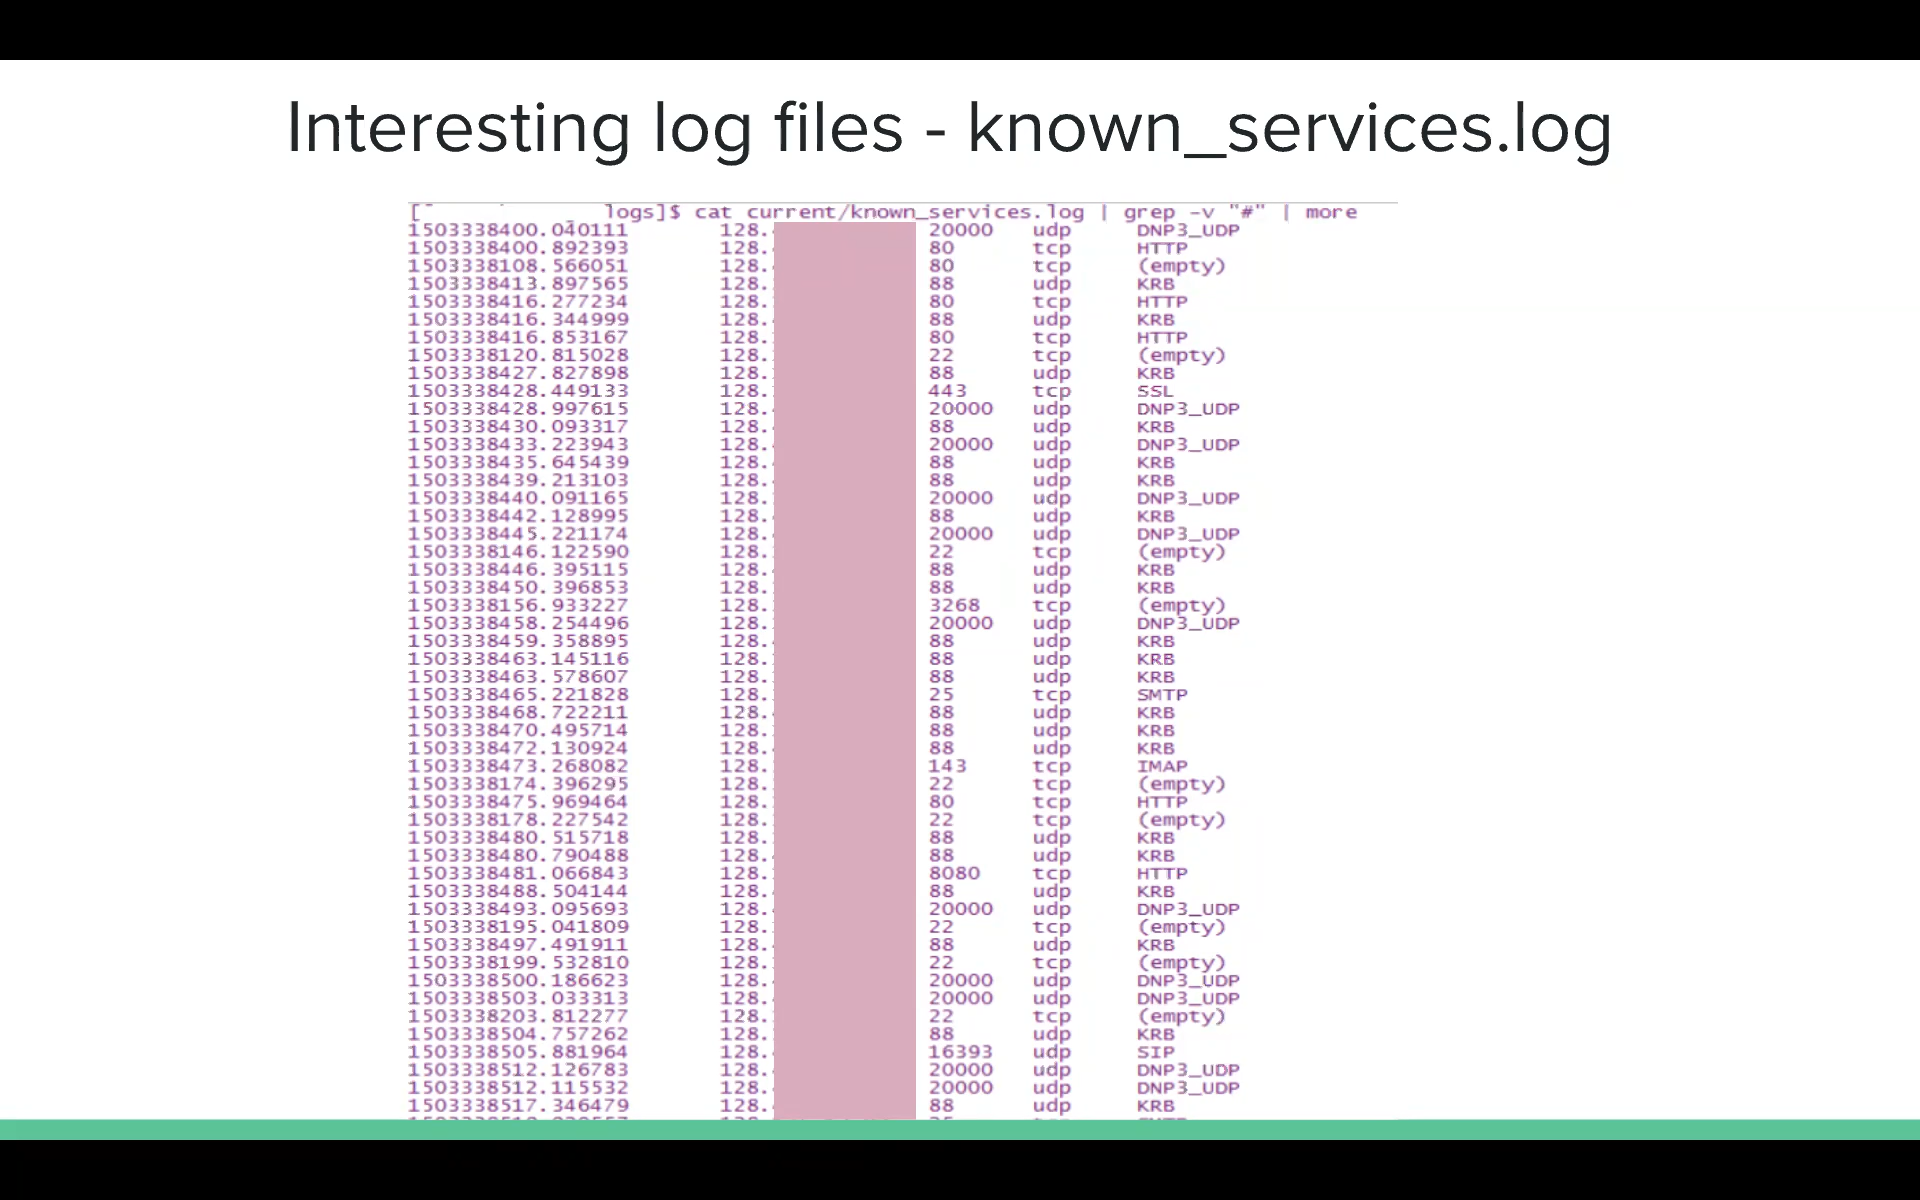 Interesting log files - known_services.log
logs]$ cat current/known_services.log | grep -v "#" | more
1503338400.040111 128. 20000 udp DNP3_UDP
1503338400.892393 128. 80 tcp HTTP
1503338108.566051 128. 80 tcp (empty)
1503338413.897565 128. 88 udp KRB
1503338416.277234 128. 80 tcp HTTP
1503338416.344999 128. 88 udp KRB
1503338416.853167 128. 80 tcp HTTP
1503338120.815028 128. 22 tcp (empty)
1503338427.827898 128. 88 udp KRB
1503338428.449133 128. 443 tcp SSL
1503338428.997615 128. 20000 udp DNP3_UDP
1503338430.093317 128. 88 udp KRB
1503338433.223943 128. 20000 udp DNP3_UDP
1503338435.645439 128. 88 udp KRB
1503338439.213103 128. 88 udp KRB
1503338440.091165 128. 20000 udp DNP3_UDP
1503338442.128995 128. 88 udp KRB
1503338445.221174 128. 20000 udp DNP3_UDP
1503338146.122590 128. 22 tcp (empty)
1503338446.395115 128. 88 udp KRB
1503338450.396853 128. 88 udp KRB
1503338156.933227 128. 3268 tcp (empty)
1503338458.254496 128. 20000 udp DNP3_UDP
1503338459.358895 128. 88 udp KRB
1503338463.145116 128. 88 udp KRB
1503338463.578607 128. 88 udp KRB
1503338465.221828 128. 25 tcp SMTP
1503338468.722211 128. 88 udp KRB
1503338470.495714 128. 88 udp KRB
1503338472.130924 128. 88 udp KRB
1503338473.268082 128. 143 tcp IMAP
1503338174.396295 128. 22 tcp (empty)
1503338475.969464 128. 80 tcp HTTP
1503338178.227542 128. 22 tcp (empty)
1503338480.515718 128. 88 udp KRB
1503338480.790488 128. 88 udp KRB
1503338481.066843 128. 8080 tcp HTTP
1503338488.504144 128. 88 udp KRB
1503338493.095693 128. 20000 udp DNP3_UDP
1503338195.041809 128. 22 tcp (empty)
1503338497.491911 128. 88 udp KRB
1503338199.532810 128. 22 tcp (empty)
1503338500.186623 128. 20000 udp DNP3_UDP
1503338503.033313 128. 20000 udp DNP3_UDP
1503338203.812277 128. 22 tcp (empty)
1503338504.757262 128. 88 udp KRB
1503338505.881964 128. 16393 udp SIP
1503338512.126783 128. 20000 udp DNP3_UDP
1503338512.115532 128. 20000 udp DNP3_UDP
1503338517.346479 128. 88 udp KRB